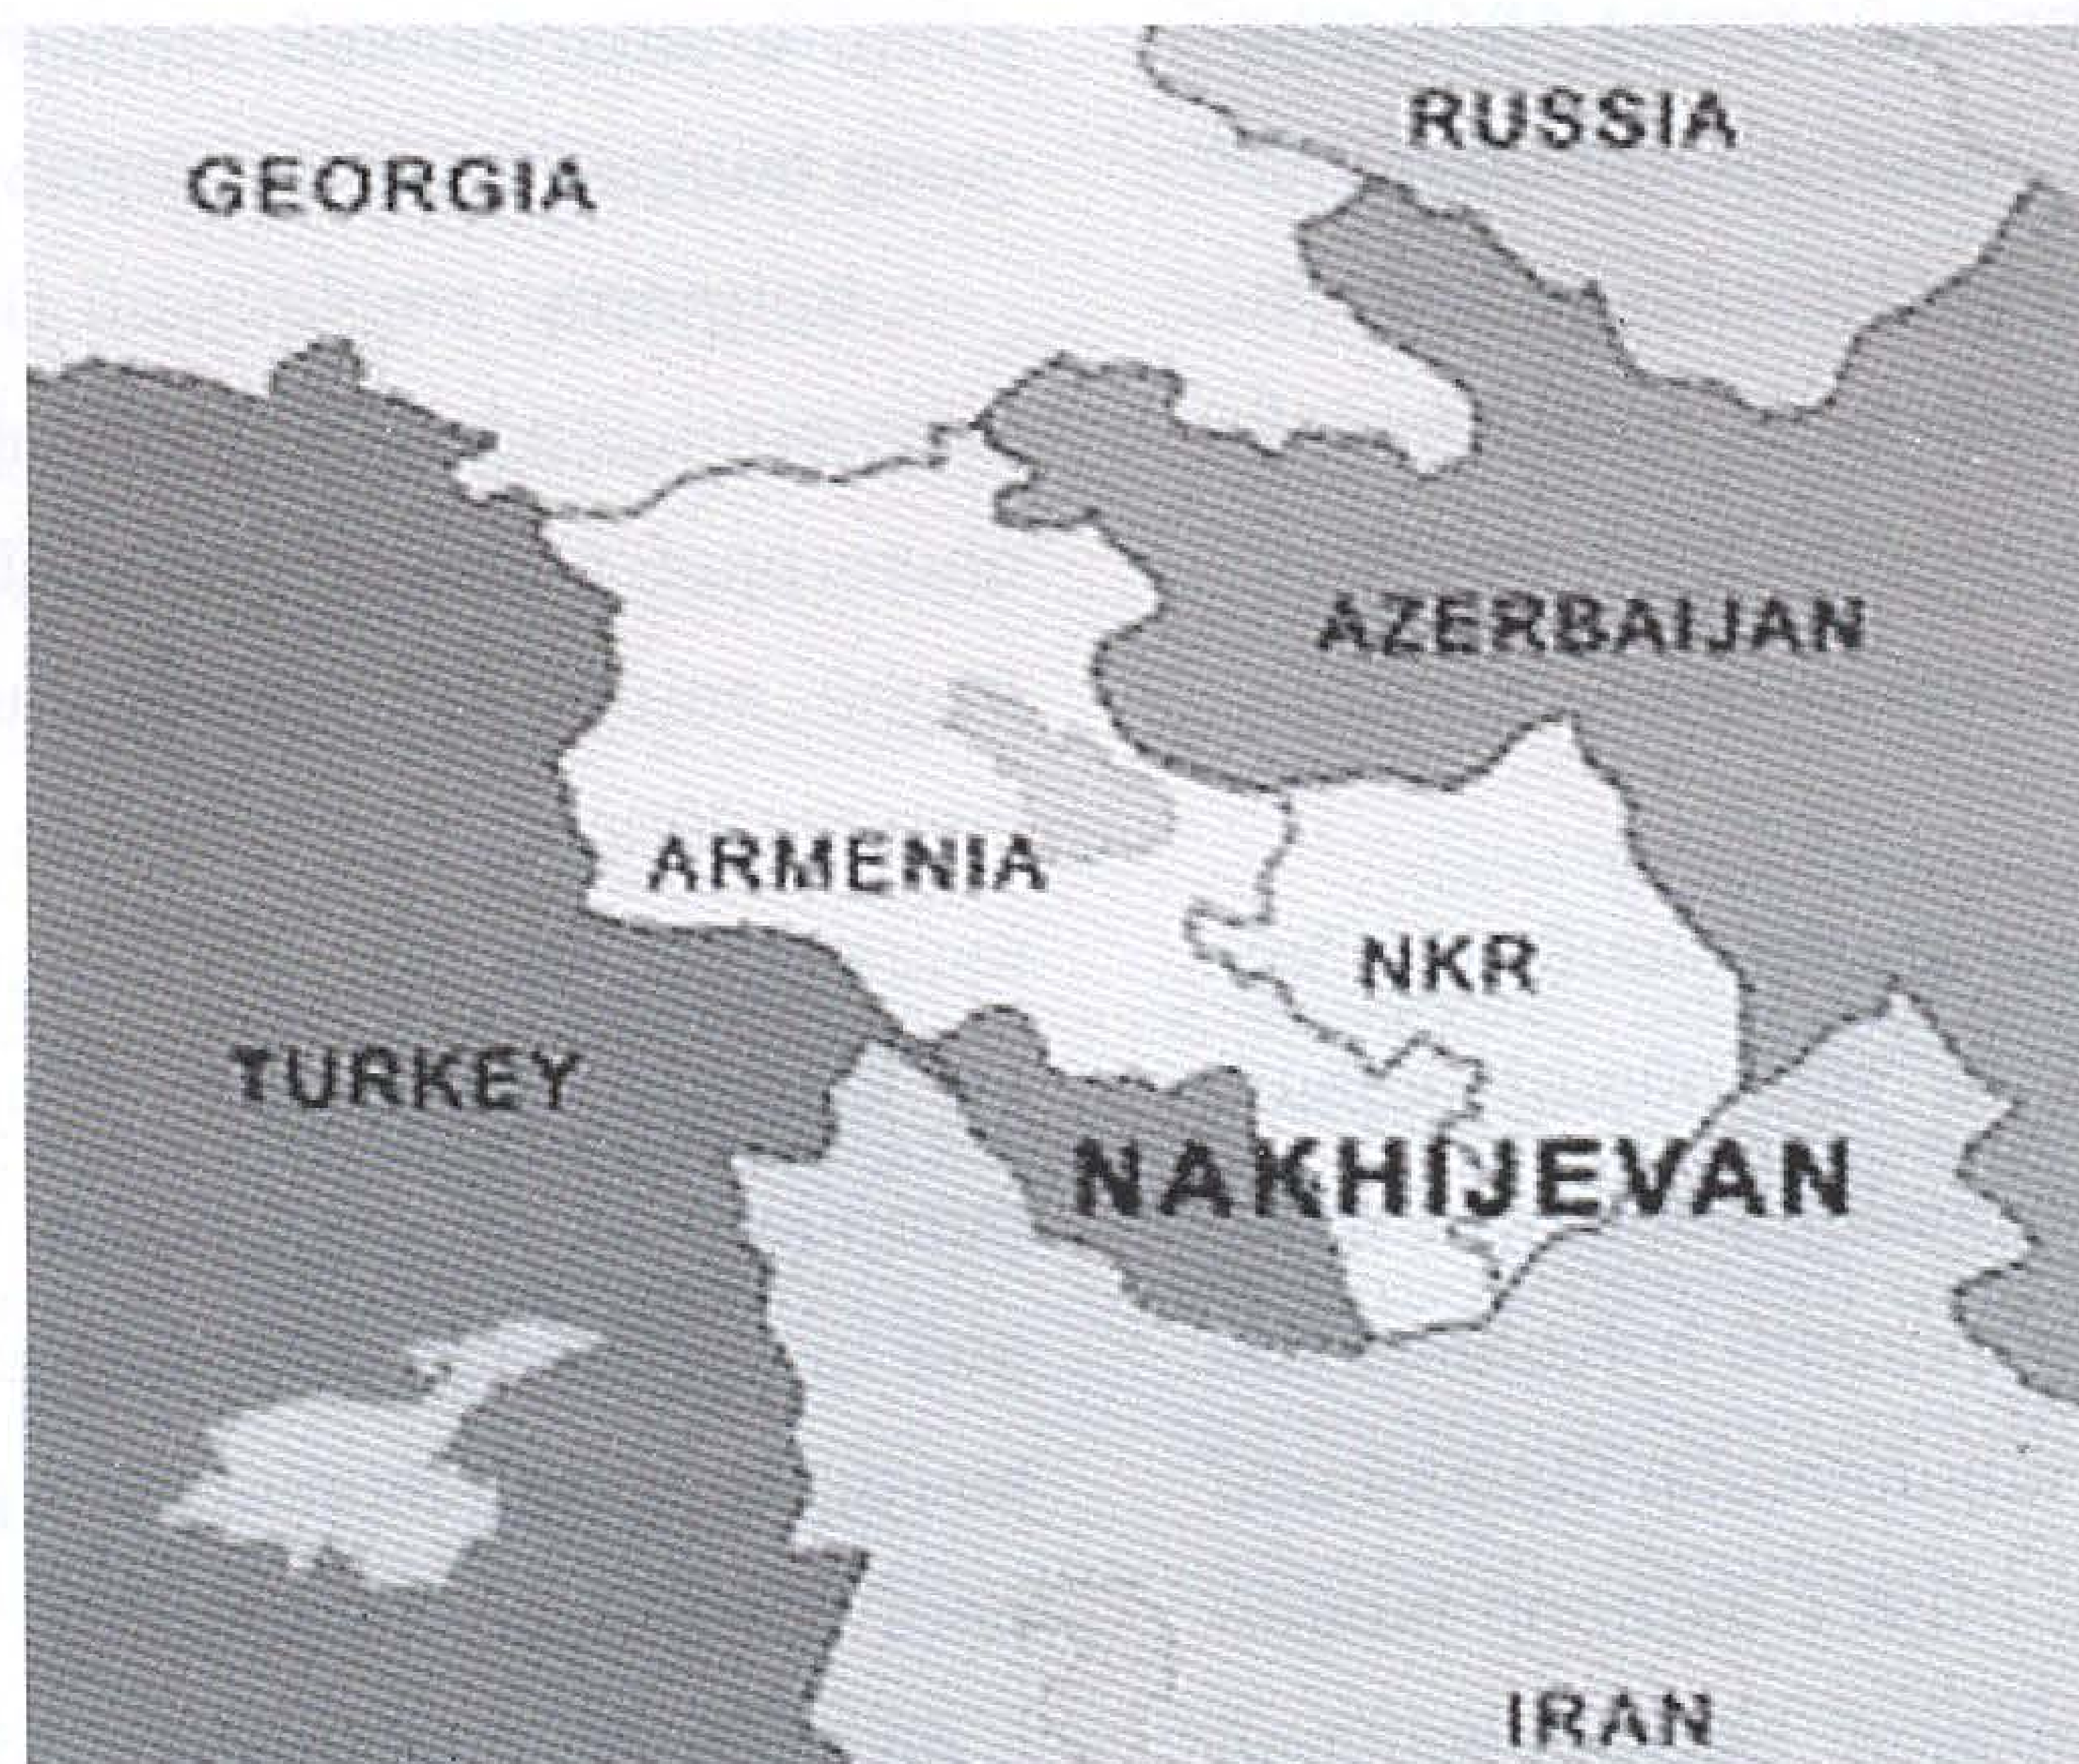 RUSSIA
GEORGIA
AZERBAIJAN
ARMENIA
NKR
TURKEY
NAKHIJEVAN
IRAN